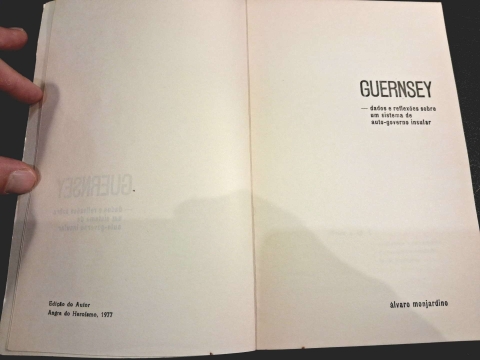 Edição do Autor
Angra do Heroísmo, 1977
GUERNSEY
— dados e reflexões sobre
um sistema de
auto-governo insular
álvaro monjardino